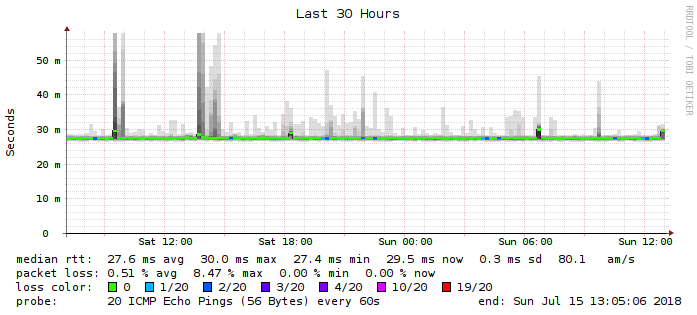 Last 30 Hours
RRDTOOL / TOBI OETIKER
Seconds
50 m
40 m
30 m
20 m
10 m
0
Sat 12:00 Sat 18:00 Sun 00:00 Sun 06:00 Sun 12:00
median rtt: 27.6 ms avg 30.0 ms max 27.4 ms min 29.5 ms now 0.3 ms sd 80.1 am/s
packet loss: 0.51 % avg 8.47 % max 0.00 % min 0.00 % now
loss color: 0 1/20 2/20 3/20 4/20 10/20 19/20
probe: 20 ICMP Echo Pings (56 Bytes) every 60s end: Sun Jul 15 13:05:06 2018